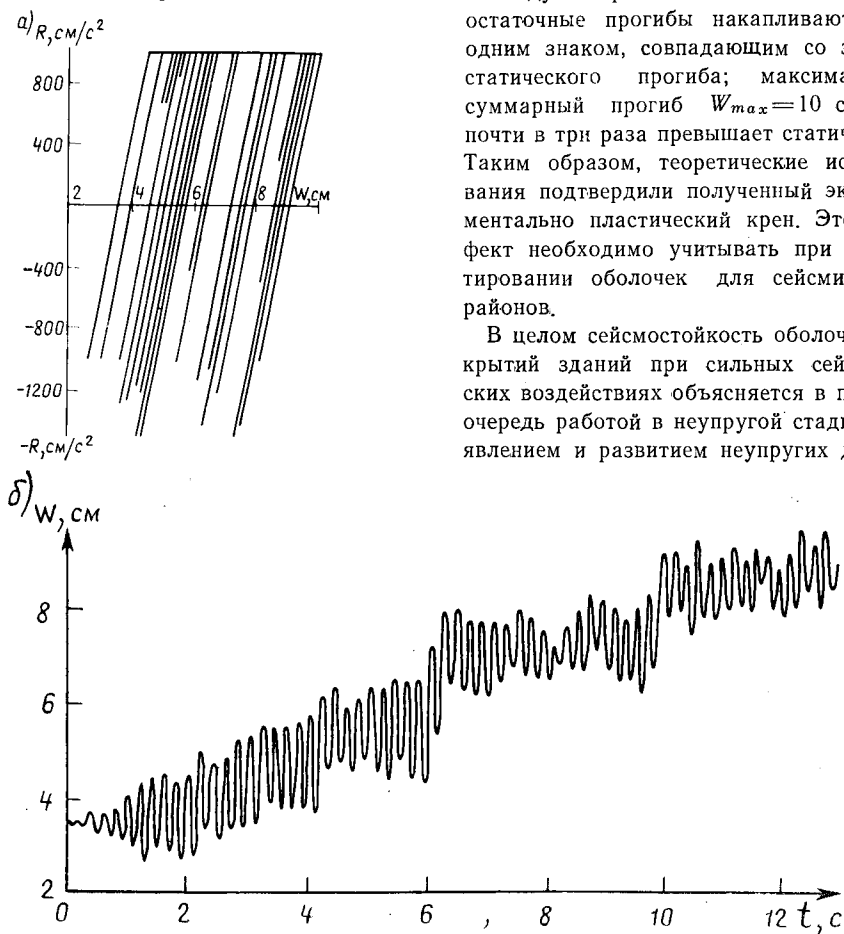 а) R, см/с²
800
400
2 4 6 8 W, см
-400
-800
-1200
-R, см/с²
остаточные прогибы накапливают
одним знаком, совпадающим со з
статического прогиба; максима
суммарный прогиб Wmax=10 с
почти в три раза превышает статич
Таким образом, теоретические ис
вания подтвердили полученный эк
ментально пластический крен. Эт
фект необходимо учитывать при
тировании оболочек для сейсми
районов.
В целом сейсмостойкость оболоч
крытий зданий при сильных сей
ских воздействиях объясняется в п
очередь работой в неупругой стади
явлением и развитием неупругих д
б) W, см
8
6
4
2
0 2 4 6 8 10 12 t, с